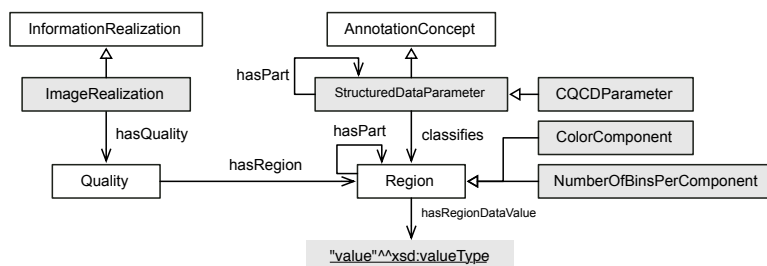 InformationRealization
AnnotationConcept
hasPart
ImageRealization
StructuredDataParameter
CQCDParameter
hasQuality
hasPart
classifies
ColorComponent
hasRegion
Quality
Region
NumberOfBinsPerComponent
hasRegionDataValue
"value"^^xsd:valueType